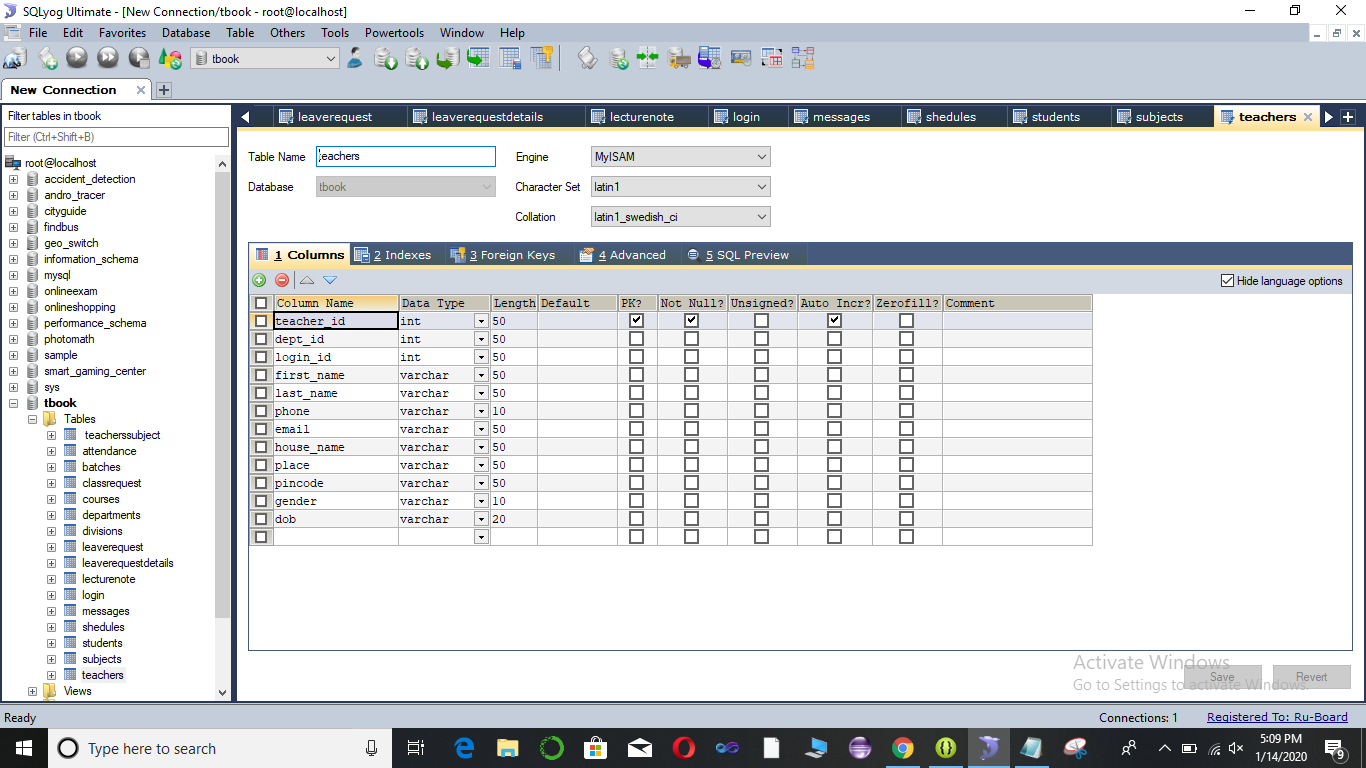 SQLyog Ultimate - [New Connection/tbook - root@localhost]
File Edit Favorites Database Table Others Tools Powertools Window Help
tbook
New Connection
Filter tables in tbook
Filter (Ctrl+Shift+B)
root@localhost
accident_detection
andro_tracer
cityguide
findbus
geo_switch
information_schema
mysql
onlineexam
onlineshopping
performance_schema
photomath
sample
smart_gaming_center
sys
tbook
Tables
teacherssubject
attendance
batches
classrequest
courses
departments
divisions
leaverequest
leaverequestdetails
lecturenote
login
messages
shedules
students
subjects
teachers
Views
leaverequest leaverequestdetails lecturenote login messages shedules students subjects teachers
Table Name teachers Engine MyISAM
Database tbook Character Set latin1
Collation latin1_swedish_ci
1 Columns 2 Indexes 3 Foreign Keys 4 Advanced 5 SQL Preview
Hide language options
Column Name Data Type Length Default PK? Not Null? Unsigned? Auto Incr? Zerofill? Comment
teacher_id int 50
dept_id int 50
login_id int 50
first_name varchar 50
last_name varchar 50
phone varchar 10
email varchar 50
house_name varchar 50
place varchar 50
pincode varchar 50
gender varchar 10
dob varchar 20
Activate Windows
Go to Settings to activate Windows.
Save Revert
Ready Connections: 1 Registered To: Ru-Board
Type here to search
5:09 PM
1/14/2020
9